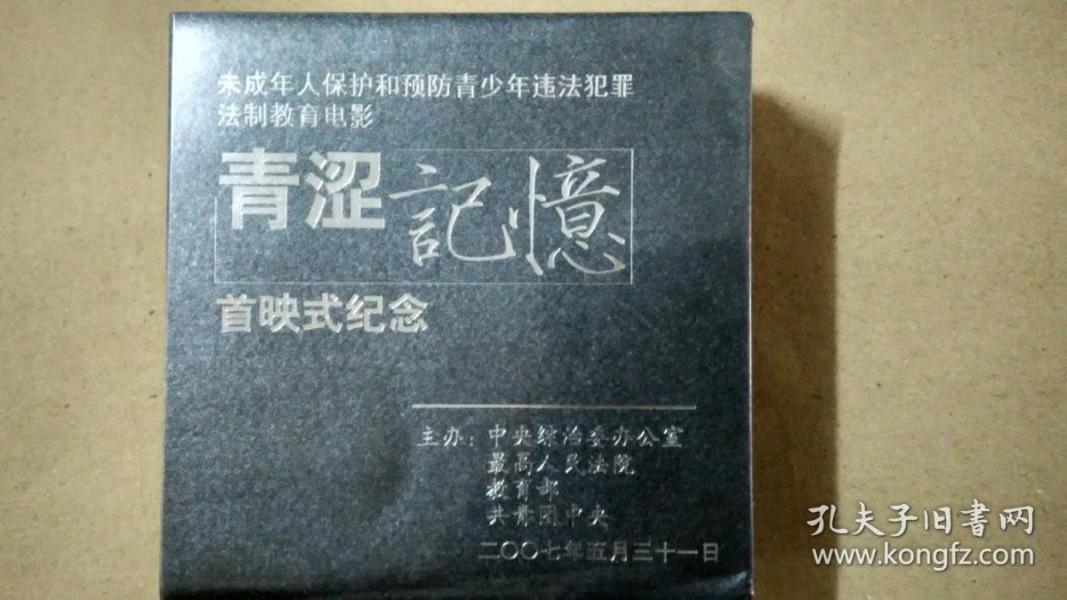 未成年人保护和预防青少年违法犯罪
法制教育电影
青涩記憶
首映式纪念
主办：中央综治委办公室
最高人民法院
教育部
共青团中央
二〇〇七年五月三十一日
孔夫子旧書网
www.kongfz.com